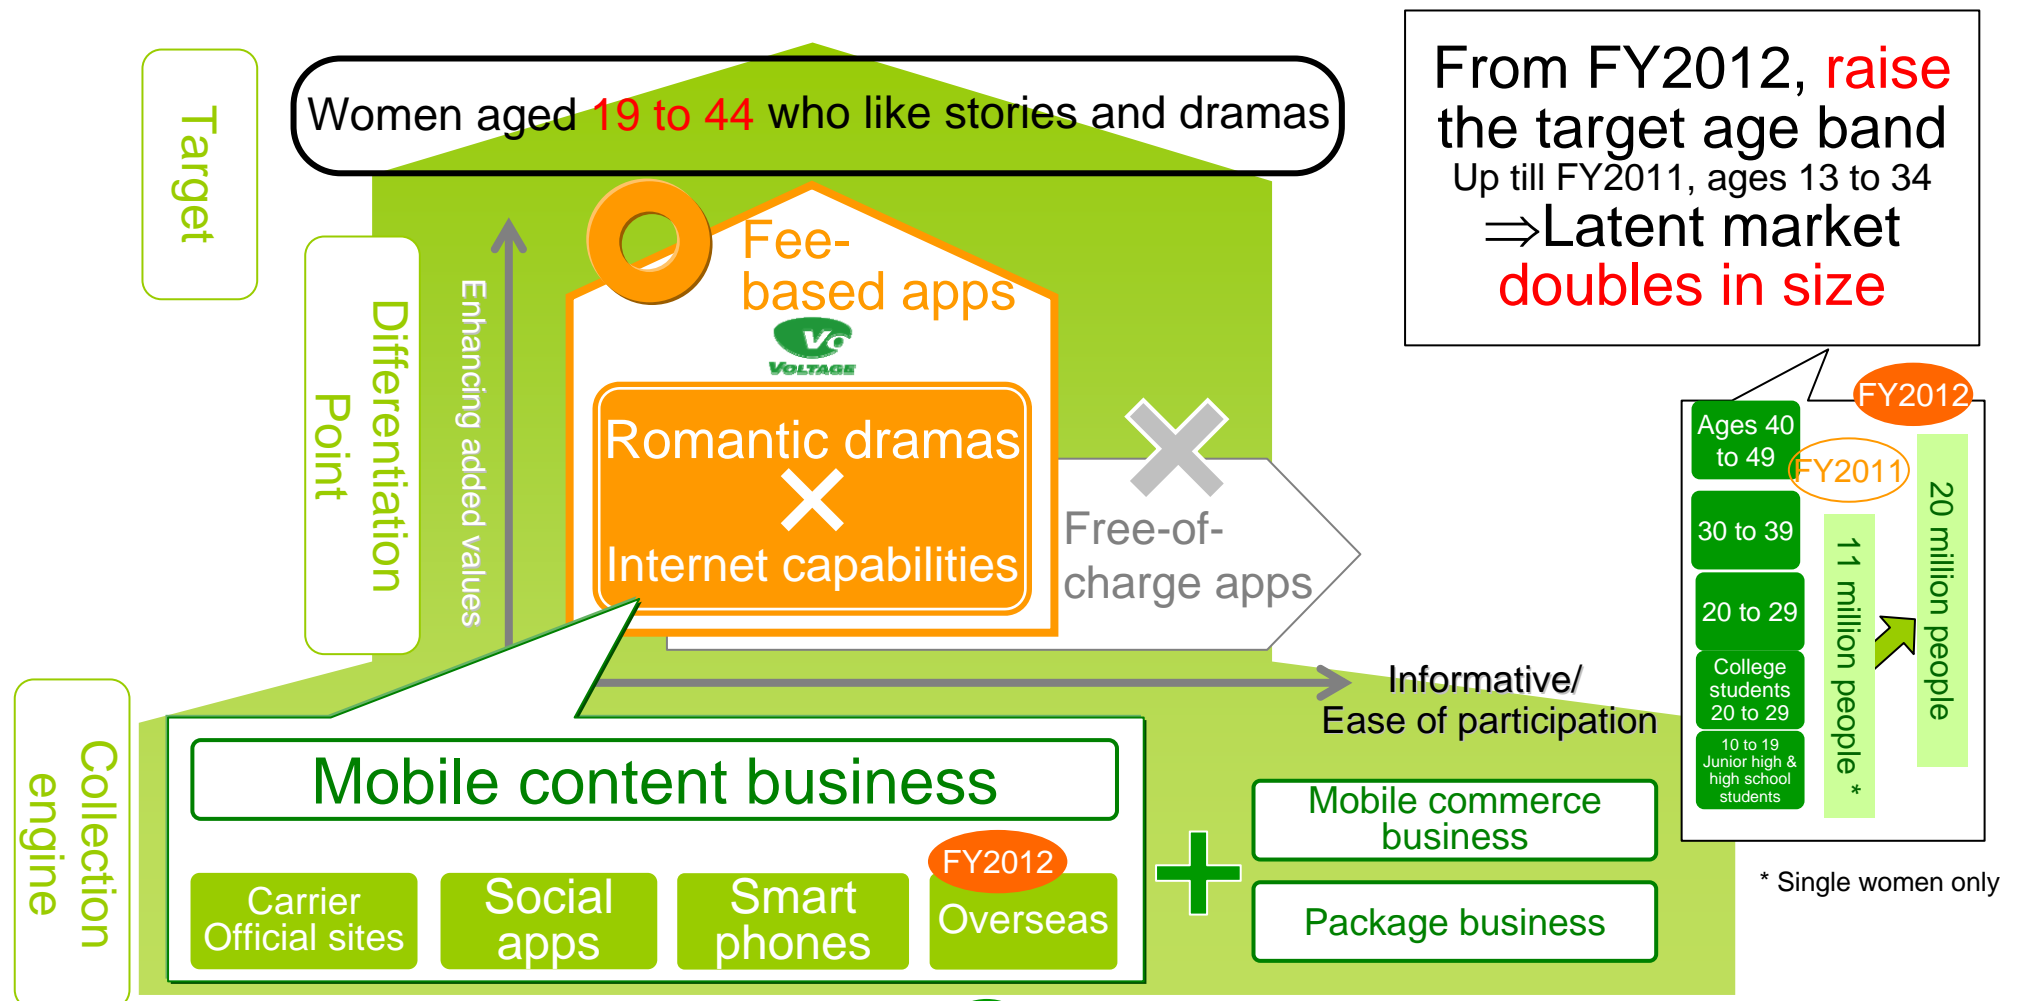 Target
Women aged 19 to 44 who like stories and dramas
From FY2012, raise
the target age band
Up till FY2011, ages 13 to 34
⇒Latent market
doubles in size
Differentiation
Point
Enhancing added values
Fee-
based apps
Vo
VOLTAGE
Romantic dramas
×
Internet capabilities
Free-of-
charge apps
Informative/
Ease of participation
FY2012
Ages 40
to 49
FY2011
30 to 39
20 to 29
College
students
20 to 29
10 to 19
Junior high &
high school
students
11 million people *
20 million people
* Single women only
Collection
engine
Mobile content business
Carrier
Official sites
Social
apps
Smart
phones
FY2012
Overseas
+
Mobile commerce
business
Package business